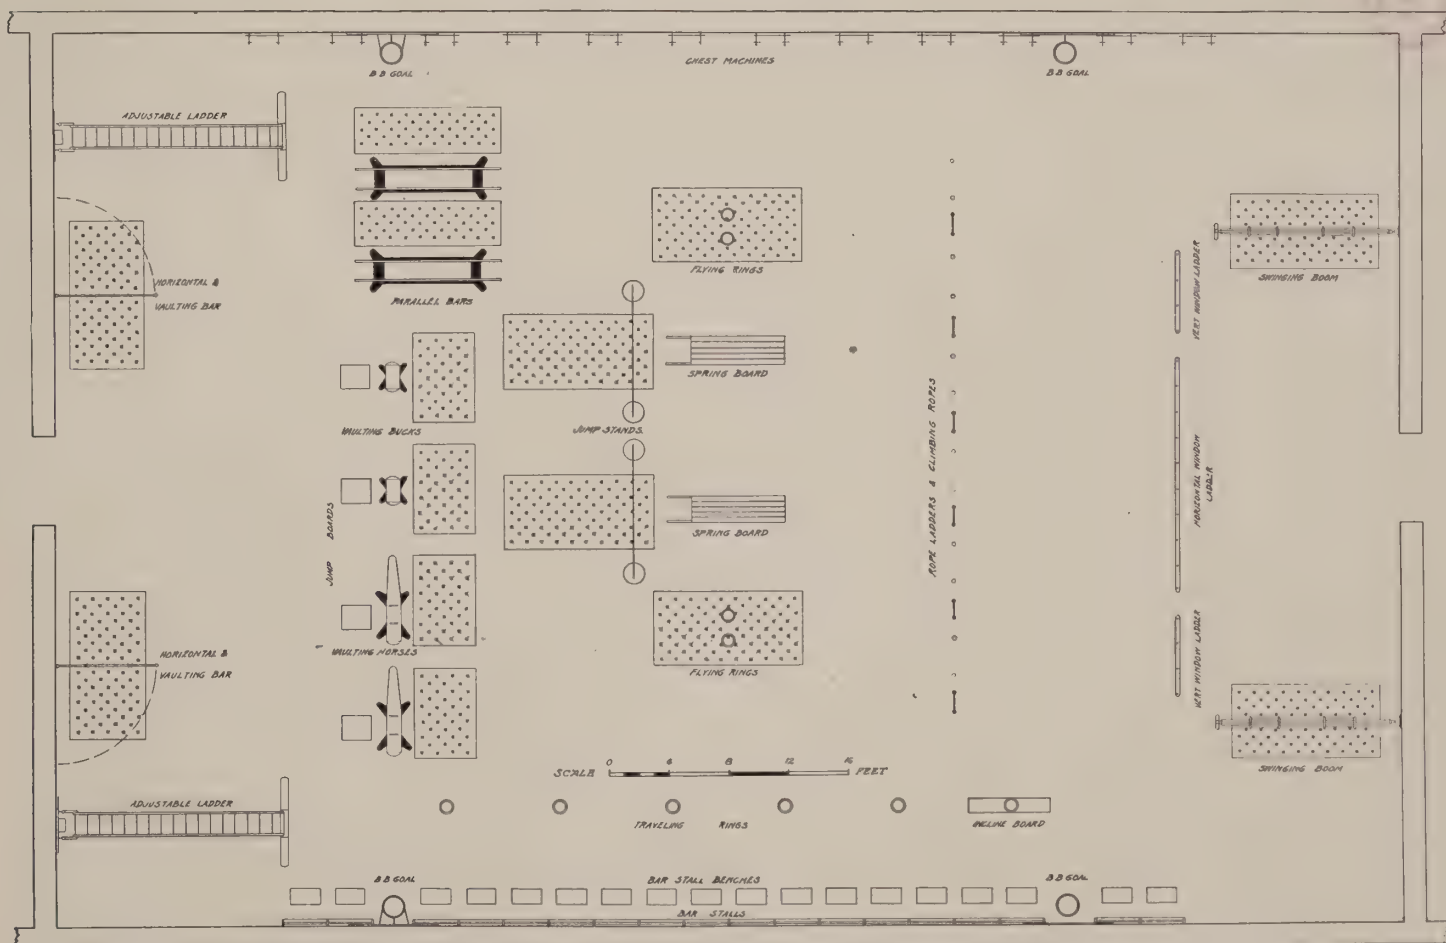 B B GOAL
CHEST MACHINES
B B GOAL
ADJUSTABLE LADDER
HORIZONTAL &
VAULTING BAR
PARALLEL BARS
FLYING RINGS
SWINGING BOOM
VERT WINDOW LADDER
SPRING BOARD
VAULTING BUCKS
JUMP STANDS.
ROPE LADDERS & CLIMBING ROPES
HORIZONTAL WINDOW
LADDER
JUMP BOARDS
SPRING BOARD
HORIZONTAL &
VAULTING BAR
VAULTING HORSES
FLYING RINGS
VERT WINDOW LADDER
SWINGING BOOM
SCALE 0 4 8 12 16 FEET
ADJUSTABLE LADDER
TRAVELING RINGS
INCLINE BOARD
B B GOAL
BAR STALL BENCHES
B B GOAL
BAR STALLS